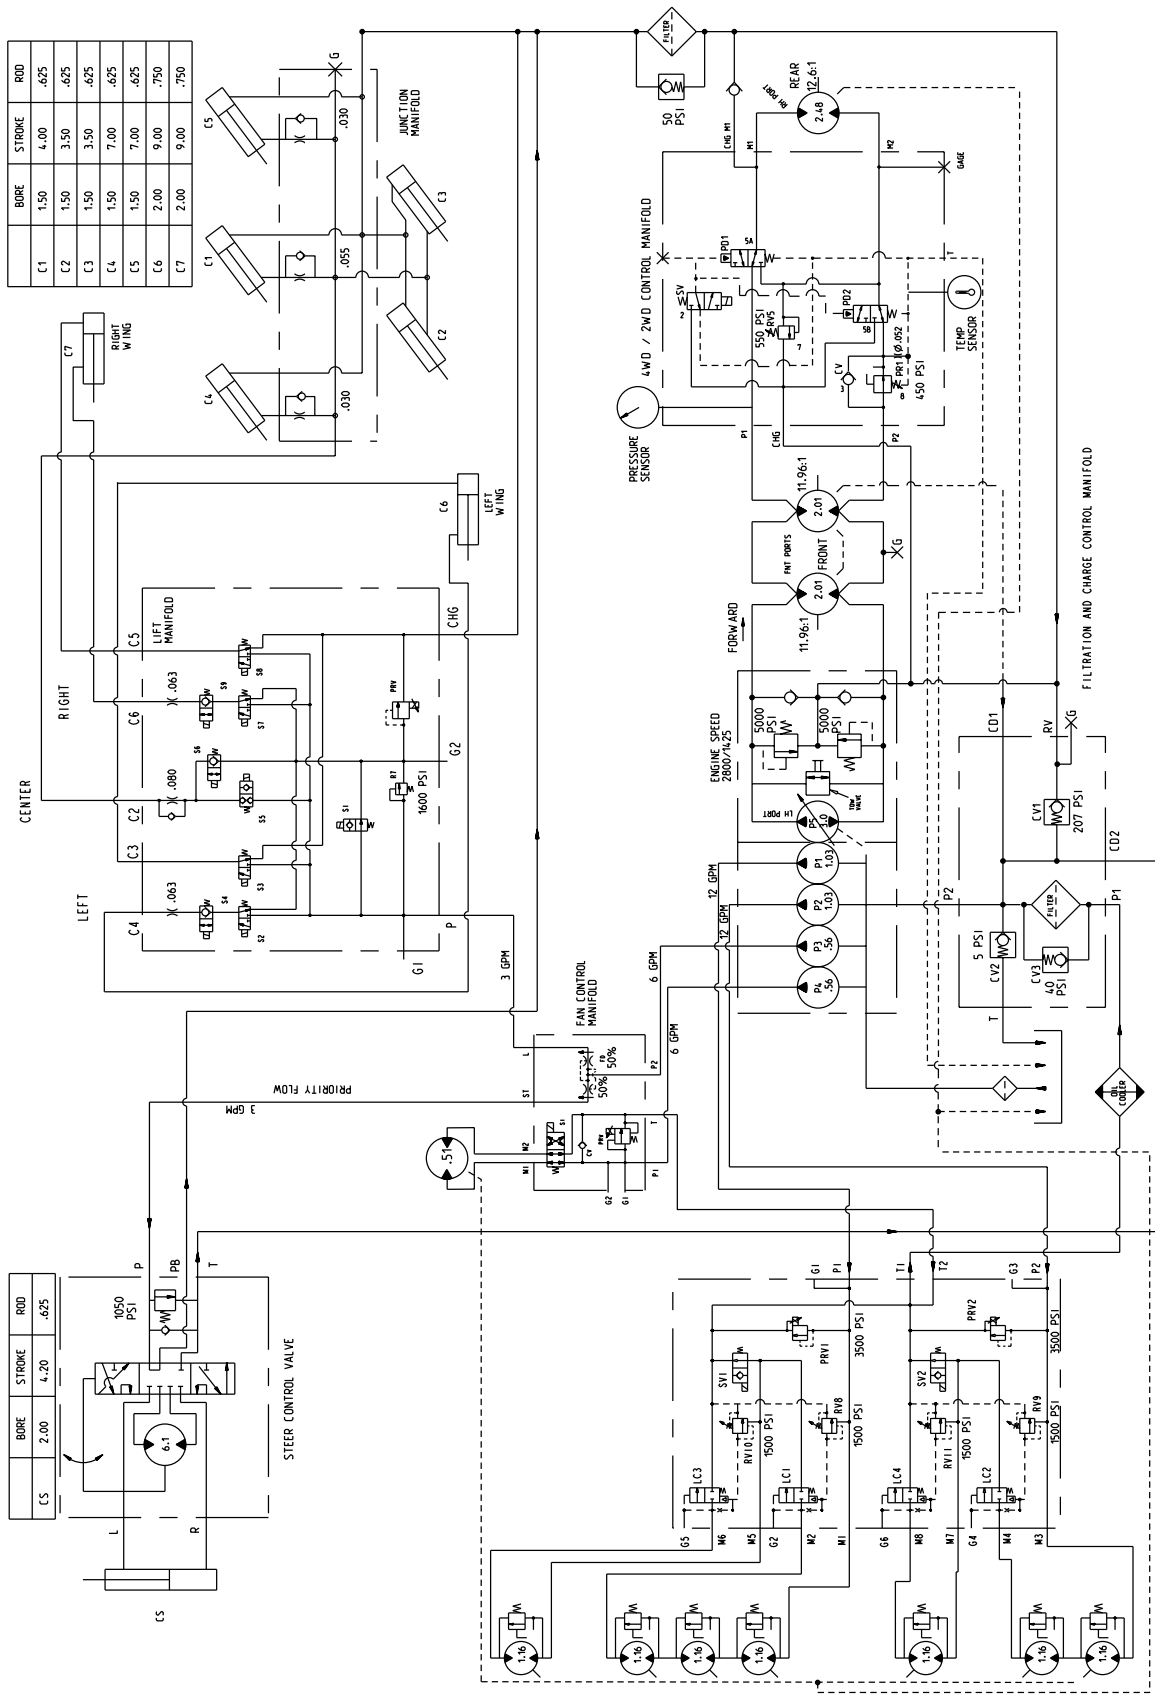 BORE STROKE ROD
C1 1.50 4.00 .625
C2 1.50 3.50 .625
C3 1.50 3.50 .625
C4 1.50 7.00 .625
C5 1.50 7.00 .625
C6 2.00 9.00 .750
C7 2.00 9.00 .750
BORE STROKE ROD
CS 2.00 4.20 .625
C7
RIGHT
WING
C5
C1
C4
C3
C2
.030
.055
.030
G
JUNCTION
MANIFOLD
C6
LEFT
WING
RIGHT
CENTER
LEFT
C5
C6
C2
C3
C4
LIFT
MANIFOLD
.063
.080
.063
S9
S8
S7
S6
S5
S1
S3
S4
S2
PRV
R7
1600 PSI
CHG
G2
P
G1
3 GPM
FILTER
50
PSI
CHG M1
M1
M2
RH PORT
REAR
12.6:1
2.48
GAGE
4WD / 2WD CONTROL MANIFOLD
PD1
5A
SV
2
550 PSI
RV5
7
PD2
5B
CV
3
PR1
Ø.052
8
450 PSI
T
TEMP
SENSOR
PRESSURE
SENSOR
P1
CHG
P2
11.96:1
2.01
FNT PORTS
FRONT
2.01
11.96:1
G
FORWARD
ENGINE SPEED
2800/1425
5000
PSI
5000
PSI
TOW
VALVE
LH PORT
P5
3.0
P1
1.03
P2
1.03
P3
.56
P4
.56
12 GPM
12 GPM
6 GPM
6 GPM
FILTRATION AND CHARGE CONTROL MANIFOLD
CD1
RV
G
CV1
207 PSI
CD2
P2
P1
FILTER
5 PSI
CV2
CV3
40
PSI
T
OIL
COOLER
FAN CONTROL
MANIFOLD
L
ST
FD
50%
50%
P2
T
P1
M2
M1
S1
CV
PRV
G2
G1
.51
PRIORITY FLOW
3 GPM
P
PB
T
1050
PSI
6.1
STEER CONTROL VALVE
L
R
CS
G1
P1
T1
T2
G3
P2
PRV1
3500 PSI
PRV2
3500 PSI
SV1
SV2
RV8
1500 PSI
RV10
1500 PSI
RV9
1500 PSI
RV11
1500 PSI
LC3
LC1
LC4
LC2
G5
M6
M5
G2
M2
M1
G6
M8
M7
G4
M4
M3
1.16
1.16
1.16
1.16
1.16
1.16
1.16